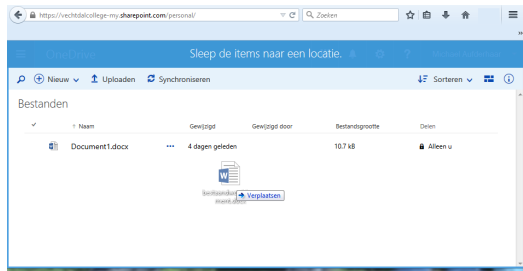 https://vechtdalcollege-my.sharepoint.com/personal/
Zoeken
OneDrive
Sleep de items naar een locatie.
?
Nieuw
Uploaden
Synchroniseren
Sorteren
Bestanden
Naam
Gewijzigd
Gewijzigd door
Bestandsgrootte
Delen
Document1.docx
4 dagen geleden
10.7 kB
Alleen u
Verplaatsen